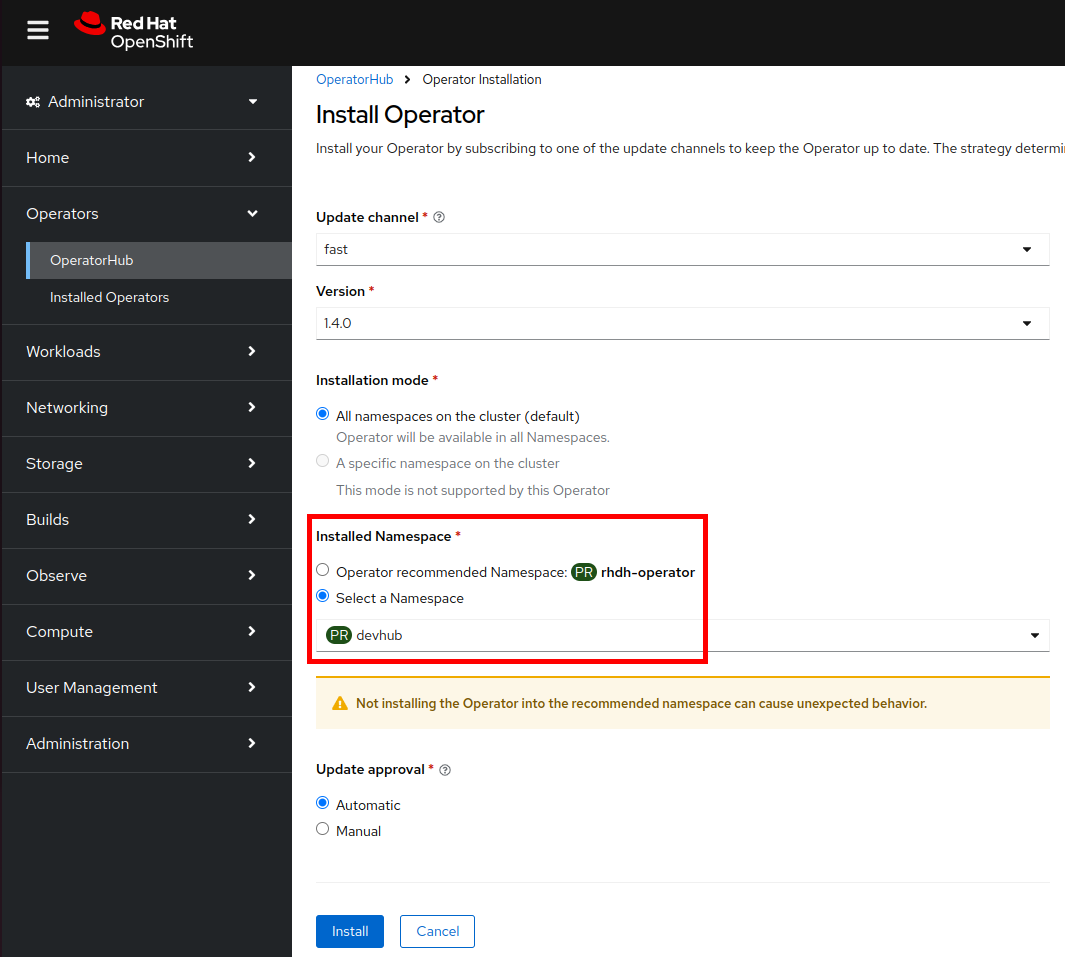 Red Hat
OpenShift
Administrator
Home
Operators
OperatorHub
Installed Operators
Workloads
Networking
Storage
Builds
Observe
Compute
User Management
Administration
OperatorHub > Operator Installation
Install Operator
Install your Operator by subscribing to one of the update channels to keep the Operator up to date. The strategy determi
Update channel *
fast
Version *
1.4.0
Installation mode *
All namespaces on the cluster (default)
Operator will be available in all Namespaces.
A specific namespace on the cluster
This mode is not supported by this Operator
Installed Namespace *
Operator recommended Namespace: PR rhdh-operator
Select a Namespace
PR devhub
Not installing the Operator into the recommended namespace can cause unexpected behavior.
Update approval *
Automatic
Manual
Install Cancel